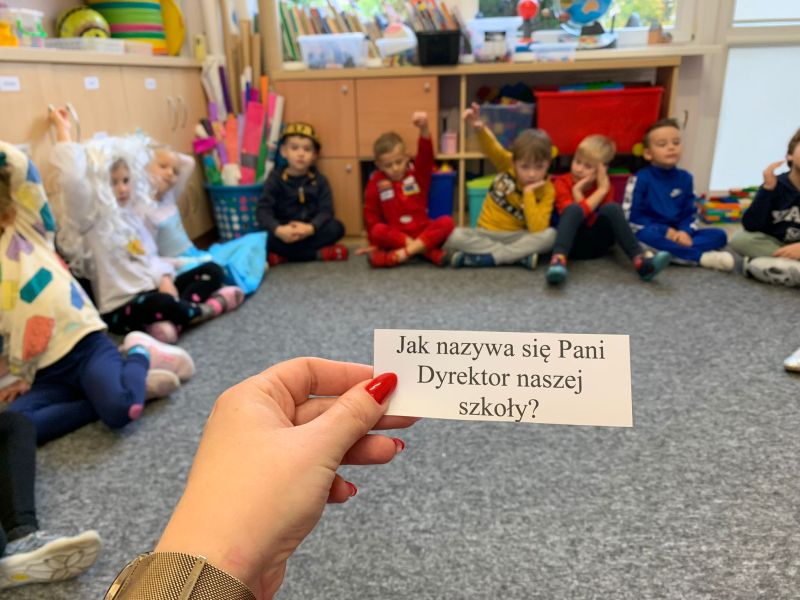 Jak nazywa się Pani
Dyrektor naszej
szkoły?